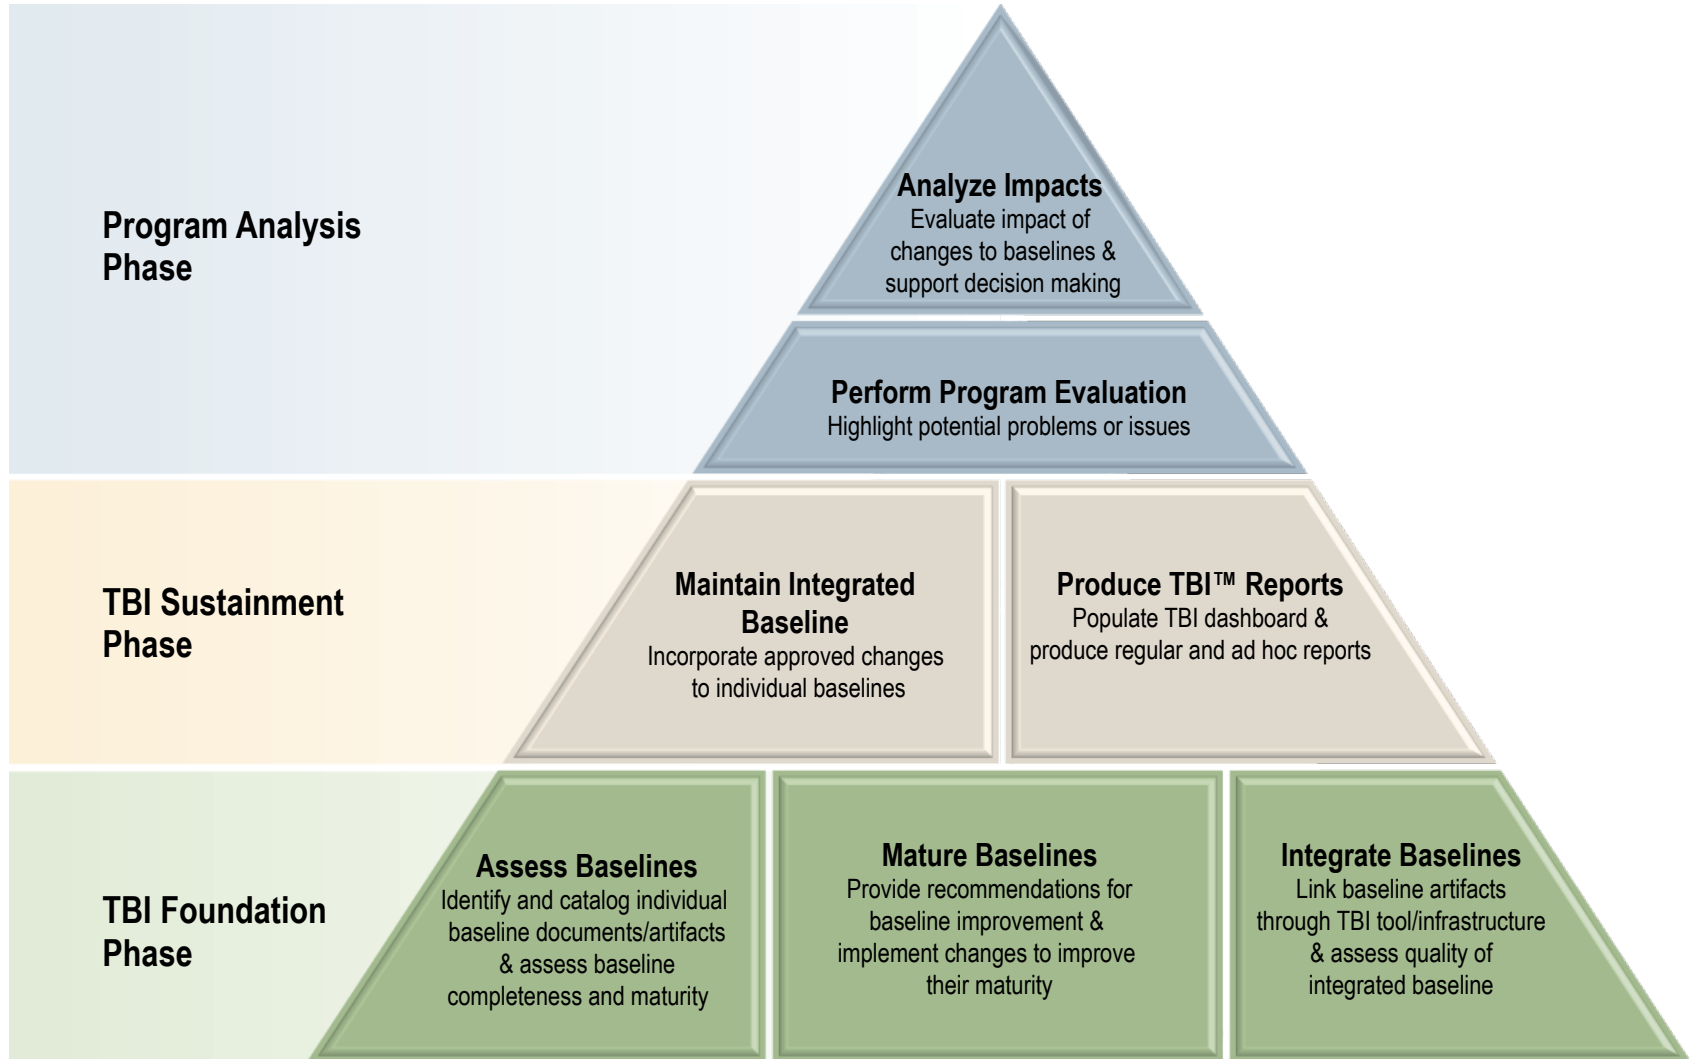 Analyze Impacts
Evaluate impact of
changes to baselines &
support decision making
Program Analysis
Phase
Perform Program Evaluation
Highlight potential problems or issues
TBI Sustainment
Phase
Maintain Integrated
Baseline
Incorporate approved changes
to individual baselines
Produce TBI™ Reports
Populate TBI dashboard &
produce regular and ad hoc reports
TBI Foundation
Phase
Assess Baselines
Identify and catalog individual
baseline documents/artifacts
& assess baseline
completeness and maturity
Mature Baselines
Provide recommendations for
baseline improvement &
implement changes to improve
their maturity
Integrate Baselines
Link baseline artifacts
through TBI tool/infrastructure
& assess quality of
integrated baseline